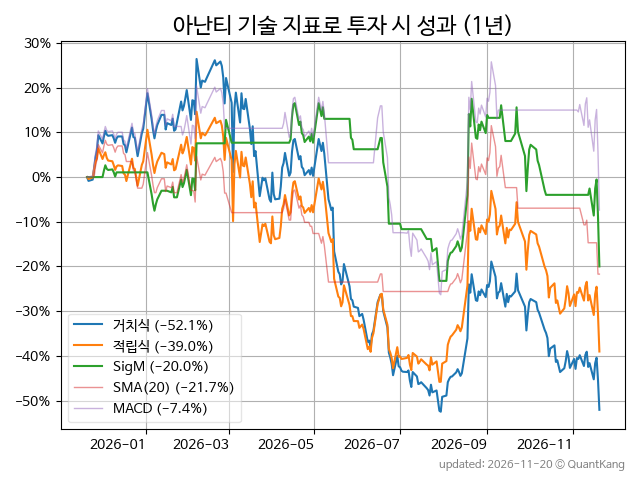 아난티 기술 지표로 투자 시 성과 (1년)
30%
20%
10%
0%
−10%
−20%
−30%
−40%
−50%
거치식 (−52.1%)
적립식 (−39.0%)
SigM (−20.0%)
SMA(20) (−21.7%)
MACD (−7.4%)
2026-01 2026-03 2026-05 2026-07 2026-09 2026-11
updated: 2026-11-20 © QuantKang